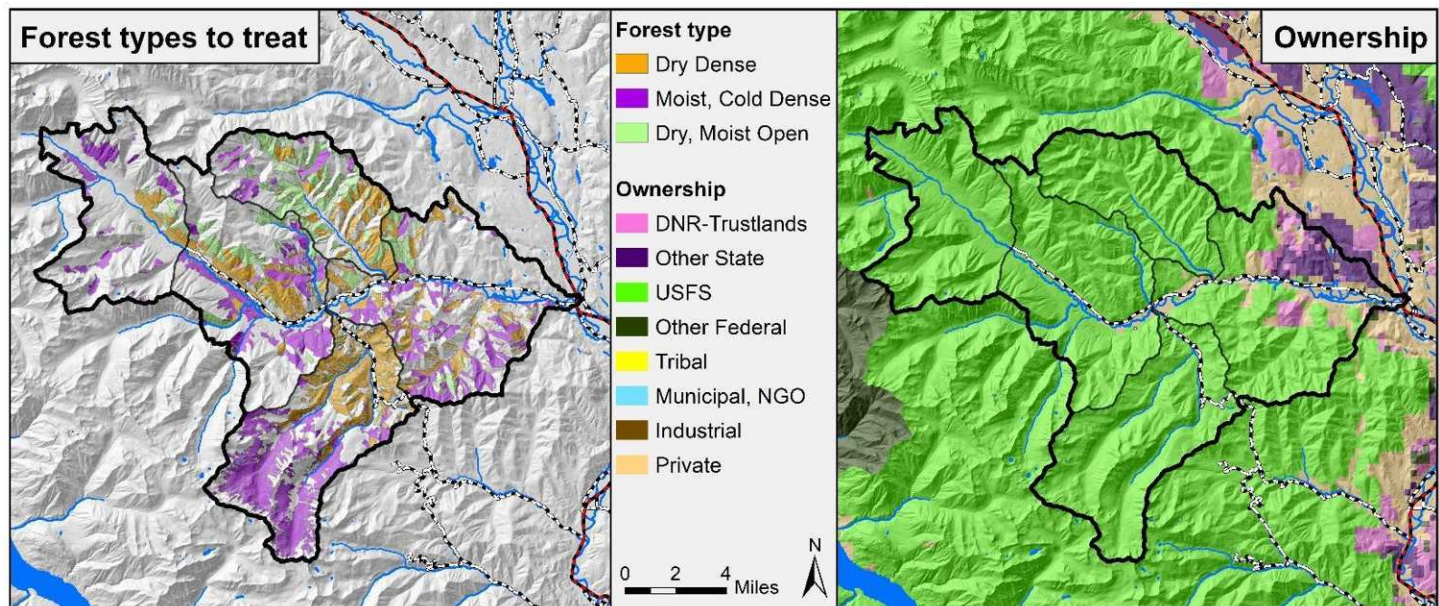 Forest types to treat
Forest type
Dry Dense
Moist, Cold Dense
Dry, Moist Open
Ownership
DNR-Trustlands
Other State
USFS
Other Federal
Tribal
Municipal, NGO
Industrial
Private
0 2 4 Miles
N
Ownership